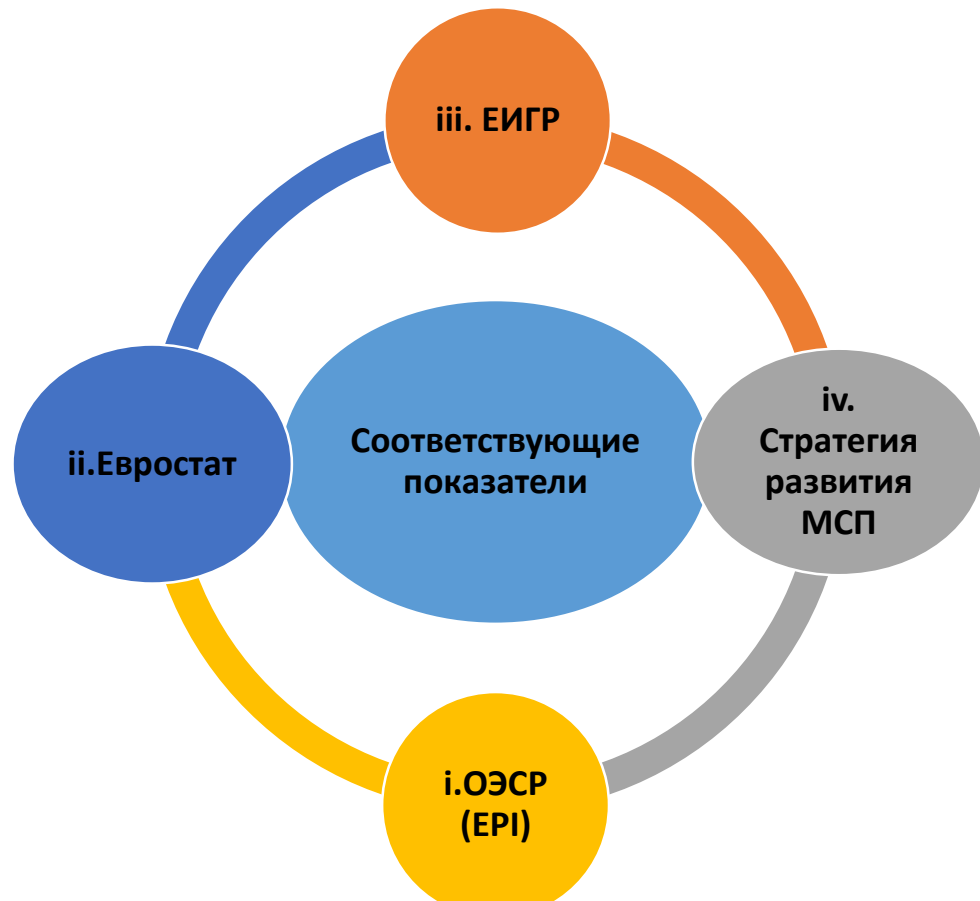 iii. ЕИГР
ii.Евростат
Соответствующие
показатели
iv.
Стратегия
развития
МСП
i.ОЭСР
(EPI)